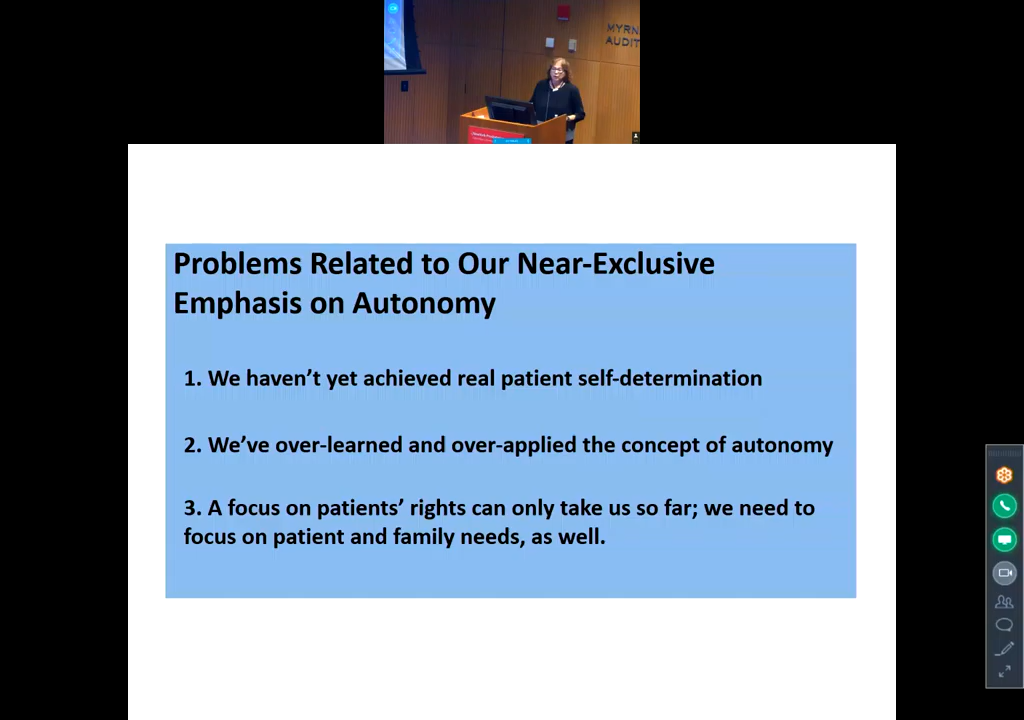 MYRN
AUDIT
Problems Related to Our Near-Exclusive
Emphasis on Autonomy
1. We haven’t yet achieved real patient self-determination
2. We’ve over-learned and over-applied the concept of autonomy
3. A focus on patients’ rights can only take us so far; we need to
focus on patient and family needs, as well.